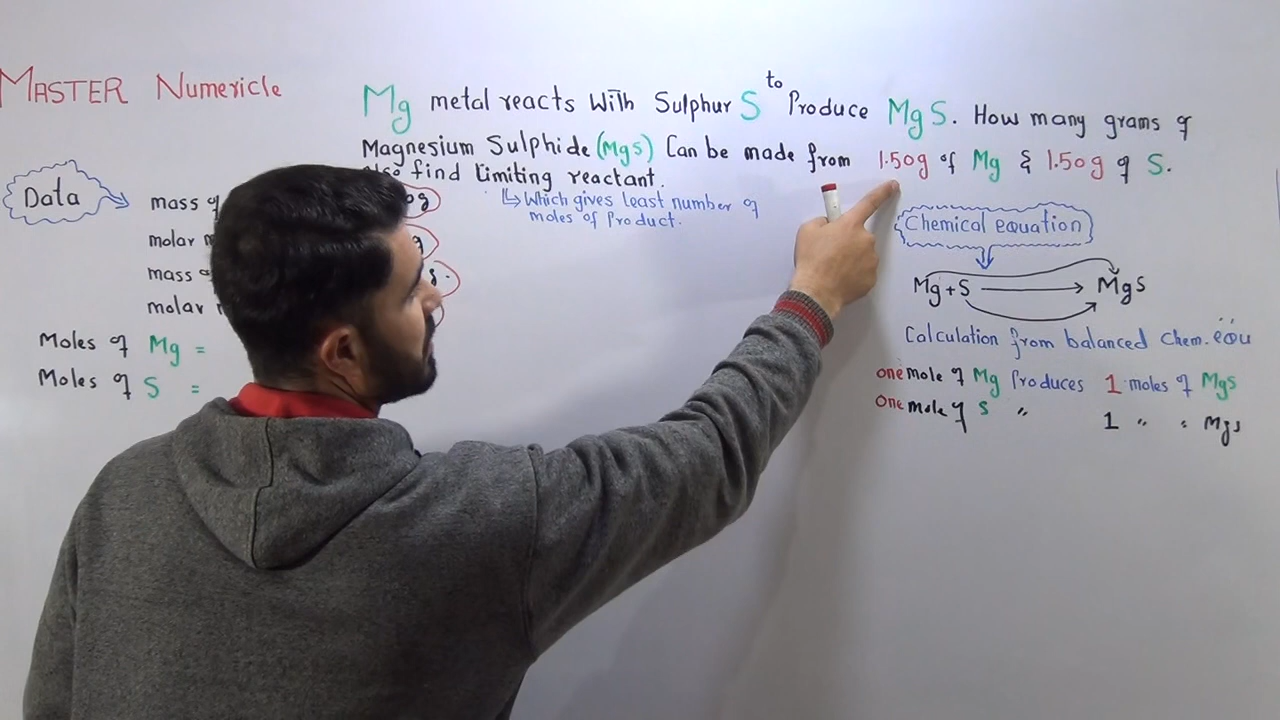 MASTER Numericle
Mg metal reacts With Sulphur S to Produce MgS. How many grams of
Magnesium Sulphide (MgS) Can be made from 1.50g of Mg & 1.50g of S.
also find Limiting reactant.
↳ Which gives least number of
moles of Product.
Data
mass of
molar
mass
molar
g
Moles of Mg =
Moles of S =
Chemical equation
Mg + S → MgS
Calculation from balanced Chem. equ
one mole of Mg Produces 1 moles of MgS
One mole of S " 1 " " MgS